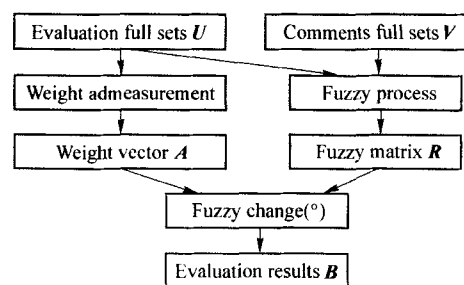 Evaluation full sets U
Comments full sets V
Weight admeasurement
Fuzzy process
Weight vector A
Fuzzy matrix R
Fuzzy change(°)
Evaluation results B